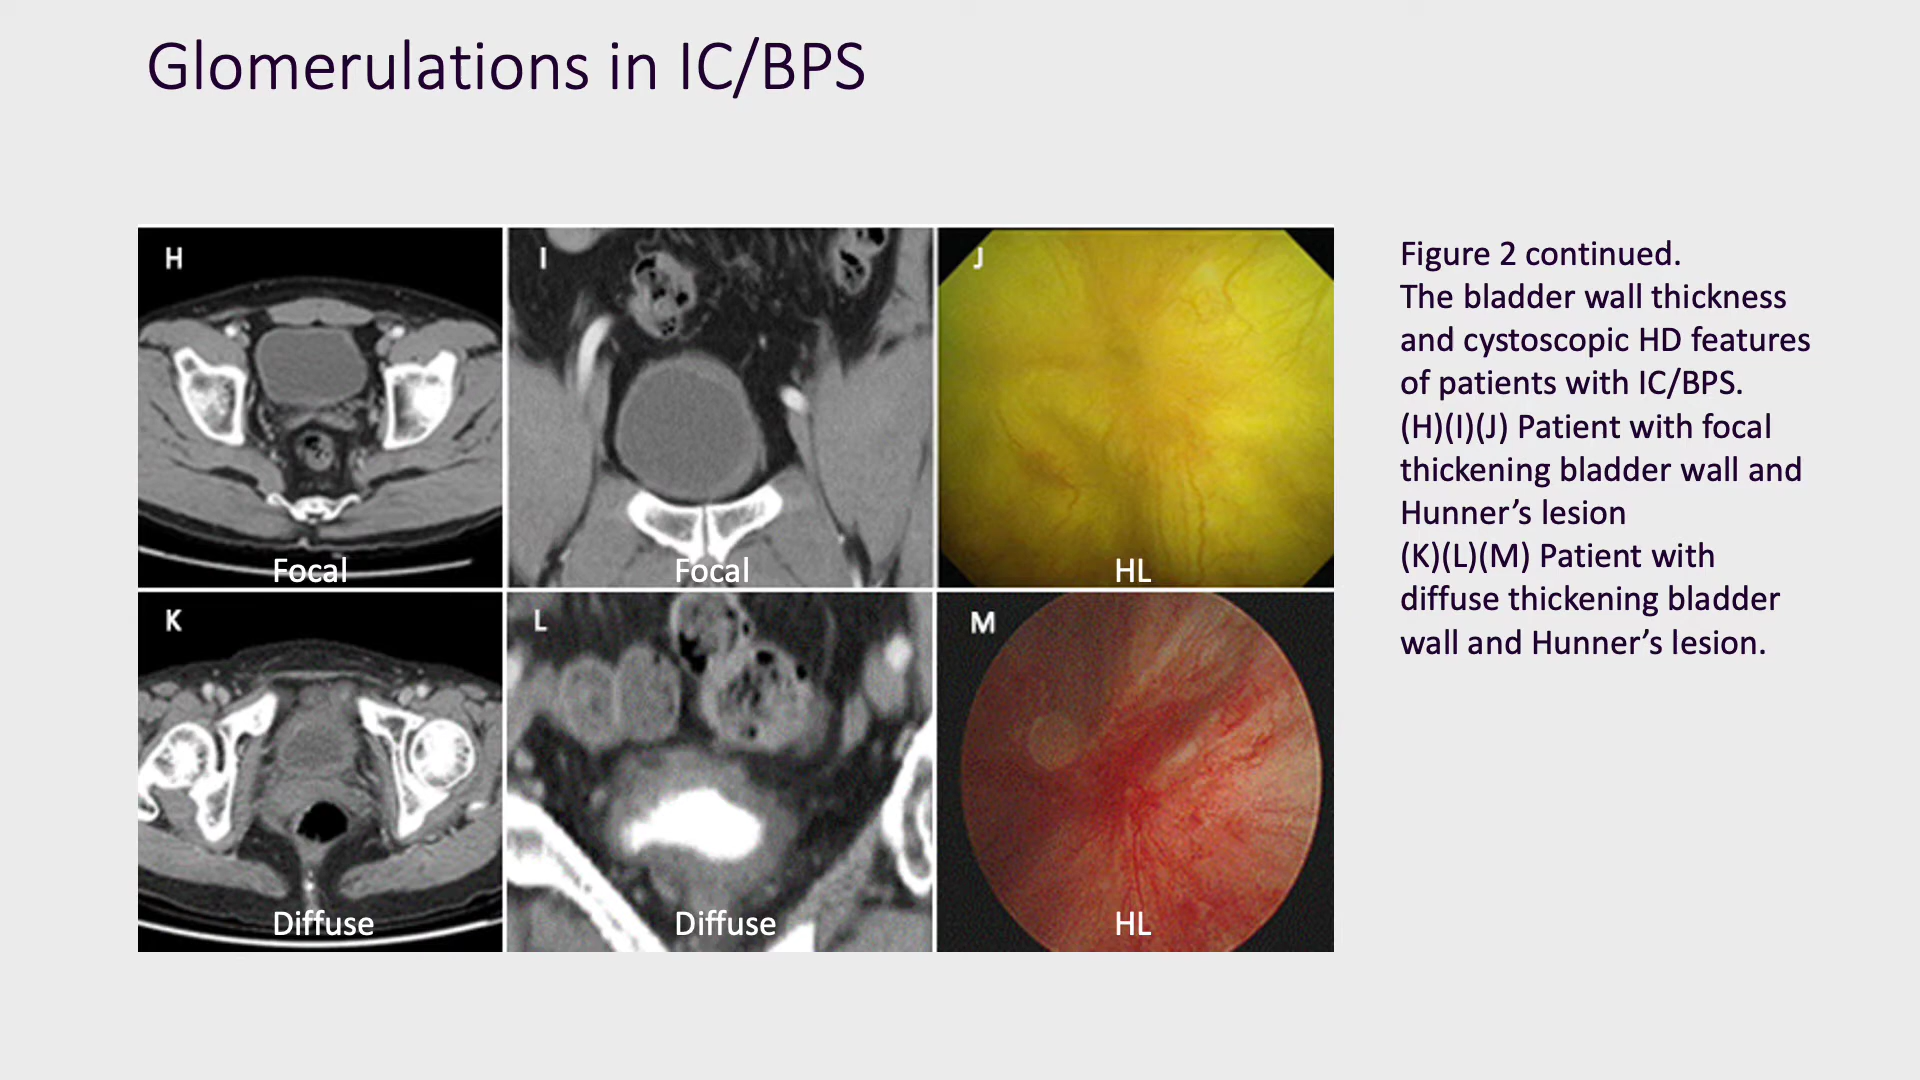 Glomerulations in IC/BPS
H
I
J
Focal
Focal
HL
K
L
M
Diffuse
Diffuse
HL
Figure 2 continued.
The bladder wall thickness
and cystoscopic HD features
of patients with IC/BPS.
(H)(I)(J) Patient with focal
thickening bladder wall and
Hunner’s lesion
(K)(L)(M) Patient with
diffuse thickening bladder
wall and Hunner’s lesion.